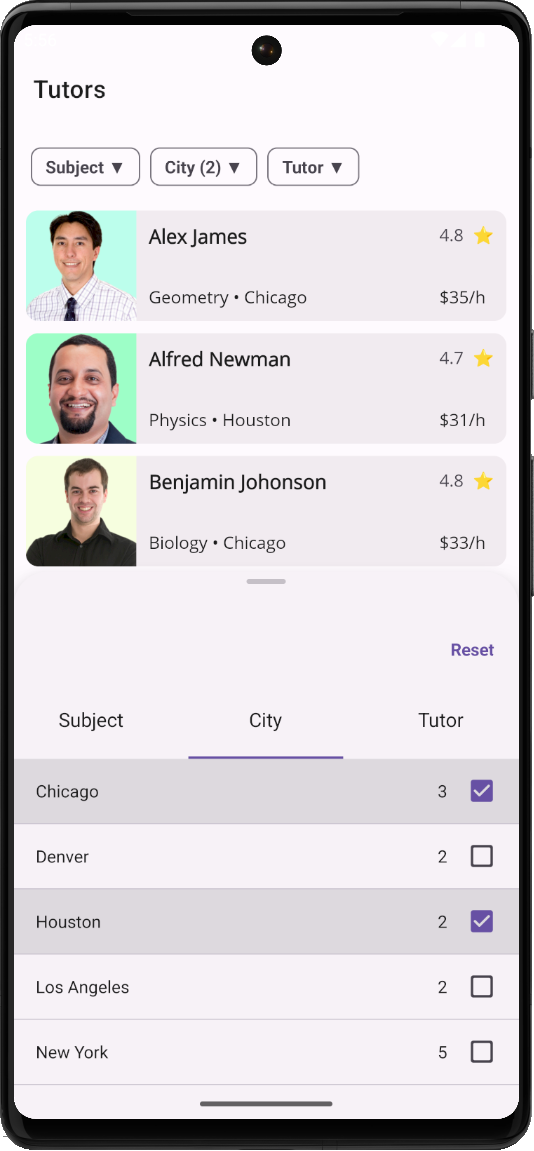 Tutors
Subject ▼ City (2) ▼ Tutor ▼
Alex James 4.8 ⭐
Geometry • Chicago $35/h
Alfred Newman 4.7 ⭐
Physics • Houston $31/h
Benjamin Johonson 4.8 ⭐
Biology • Chicago $33/h
Reset
Subject City Tutor
Chicago 3
Denver 2
Houston 2
Los Angeles 2
New York 5